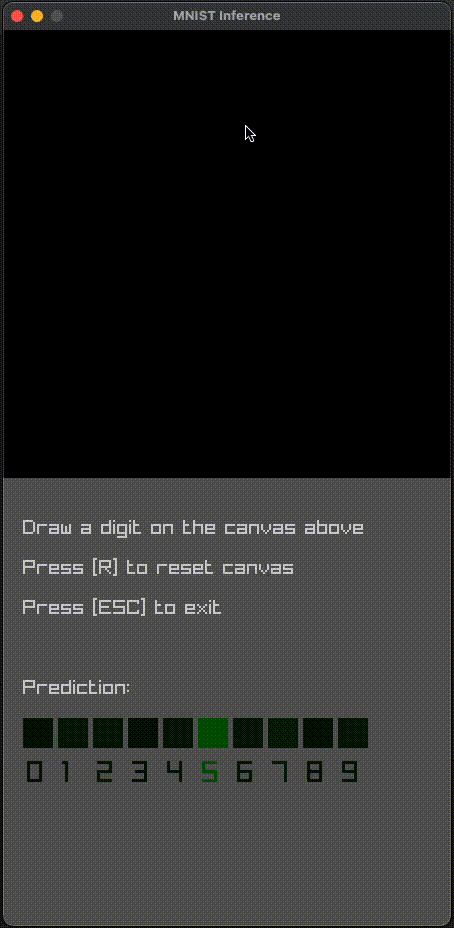 MNIST Inference
Draw a digit on the canvas above
Press [R] to reset canvas
Press [ESC] to exit
Prediction:
0 1 2 3 4 5 6 7 8 9